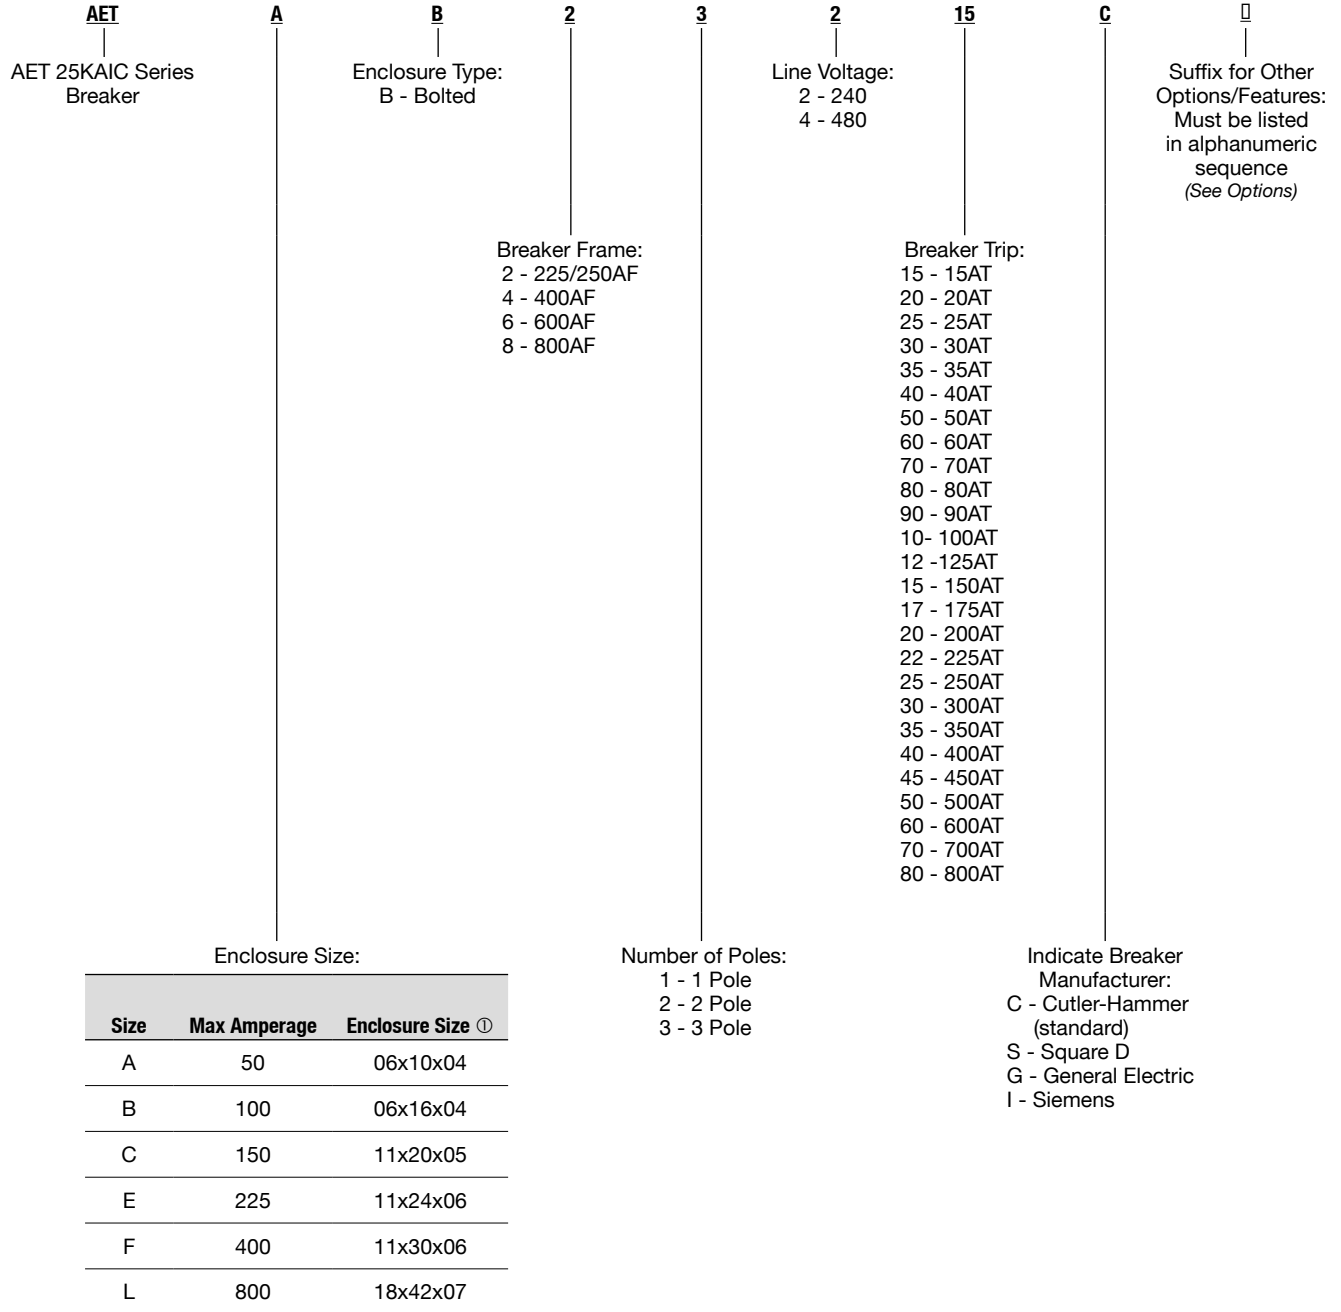 AET A B 2 3 2 15 C ▯
AET 25KAIC Series
Breaker
Enclosure Type:
B - Bolted
Line Voltage:
2 - 240
4 - 480
Suffix for Other
Options/Features:
Must be listed
in alphanumeric
sequence
(See Options)
Breaker Frame:
2 - 225/250AF
4 - 400AF
6 - 600AF
8 - 800AF
Breaker Trip:
15 - 15AT
20 - 20AT
25 - 25AT
30 - 30AT
35 - 35AT
40 - 40AT
50 - 50AT
60 - 60AT
70 - 70AT
80 - 80AT
90 - 90AT
10- 100AT
12 -125AT
15 - 150AT
17 - 175AT
20 - 200AT
22 - 225AT
25 - 250AT
30 - 300AT
35 - 350AT
40 - 400AT
45 - 450AT
50 - 500AT
60 - 600AT
70 - 700AT
80 - 800AT
Enclosure Size:
Size Max Amperage Enclosure Size ①
A 50 06x10x04
B 100 06x16x04
C 150 11x20x05
E 225 11x24x06
F 400 11x30x06
L 800 18x42x07
Number of Poles:
1 - 1 Pole
2 - 2 Pole
3 - 3 Pole
Indicate Breaker
Manufacturer:
C - Cutler-Hammer
(standard)
S - Square D
G - General Electric
I - Siemens